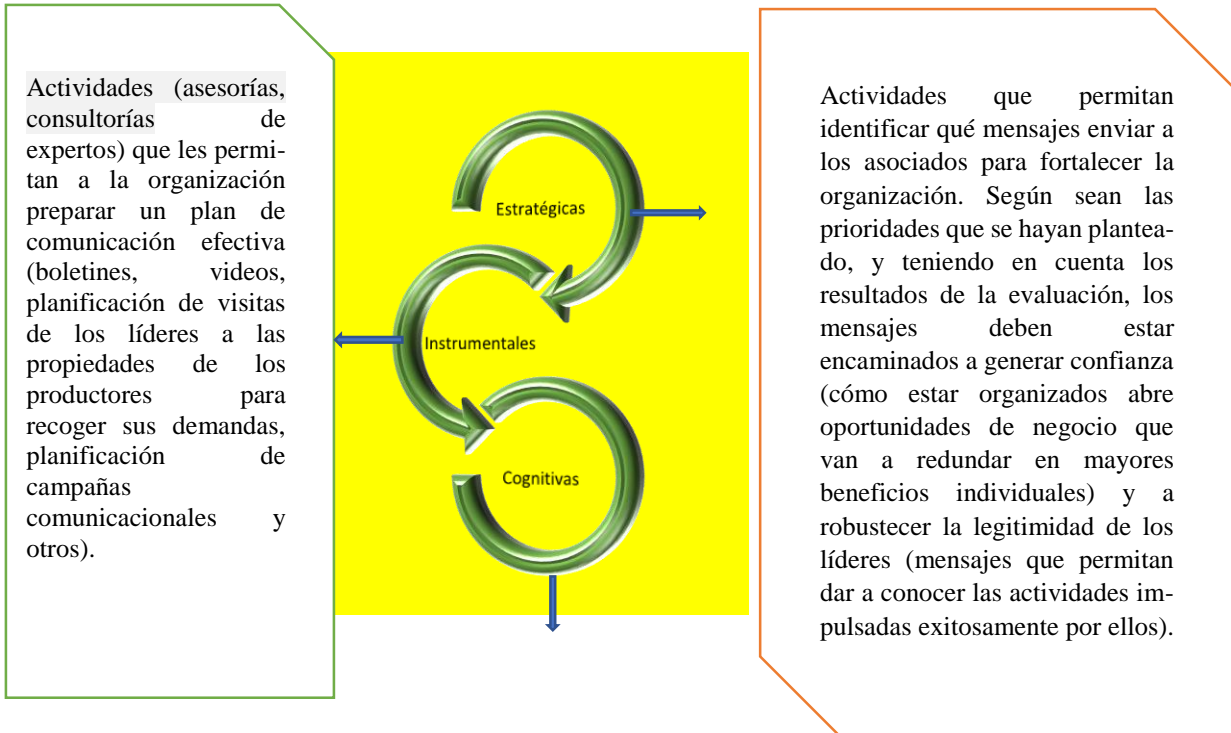 Actividades (asesorías,
consultorías de
expertos) que les permi-
tan a la organización
preparar un plan de
comunicación efectiva
(boletines, videos,
planificación de visitas
de los líderes a las
propiedades de los
productores para
recoger sus demandas,
planificación de
campañas
comunicacionales y
otros).
Estratégicas
Instrumentales
Cognitivas
Actividades que permitan
identificar qué mensajes enviar a
los asociados para fortalecer la
organización. Según sean las
prioridades que se hayan plantea-
do, y teniendo en cuenta los
resultados de la evaluación, los
mensajes deben estar
encaminados a generar confianza
(cómo estar organizados abre
oportunidades de negocio que
van a redundar en mayores
beneficios individuales) y a
robustecer la legitimidad de los
líderes (mensajes que permitan
dar a conocer las actividades im-
pulsadas exitosamente por ellos).